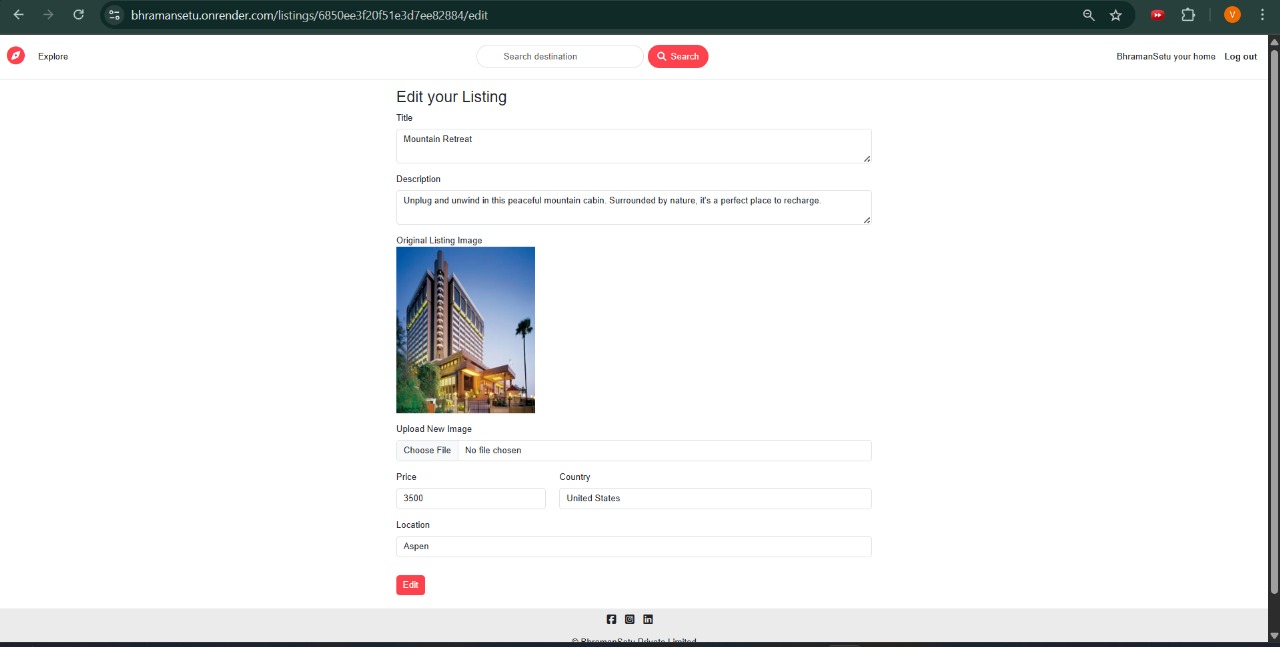 bhramansetu.onrender.com/listings/6850ee3f20f51e3d7ee82884/edit
V
Explore
Search destination
Search
BhramanSetu your home
Log out
Edit your Listing
Title
Mountain Retreat
Description
Unplug and unwind in this peaceful mountain cabin. Surrounded by nature, it's a perfect place to recharge.
Original Listing Image
Upload New Image
Choose File No file chosen
Price
Country
3500
United States
Location
Aspen
Edit
© BhramanSetu Private Limited